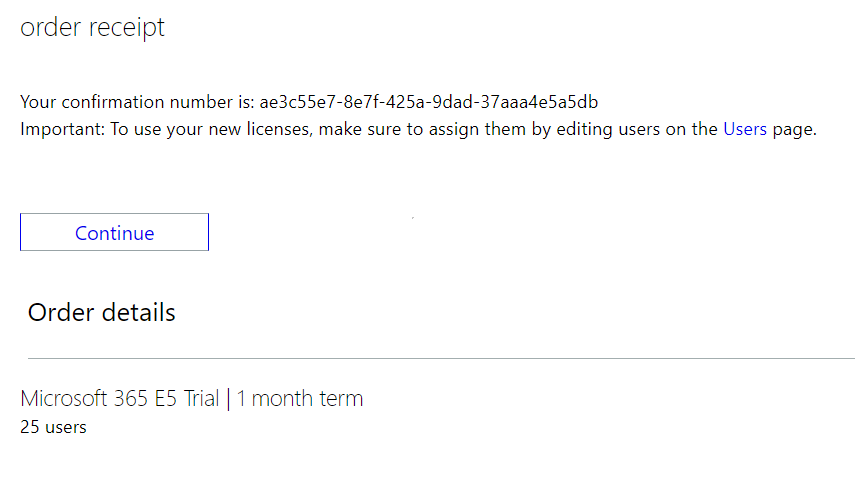 order receipt
Your confirmation number is: ae3c55e7-8e7f-425a-9dad-37aaa4e5a5db
Important: To use your new licenses, make sure to assign them by editing users on the Users page.
Continue
Order details
Microsoft 365 E5 Trial | 1 month term
25 users